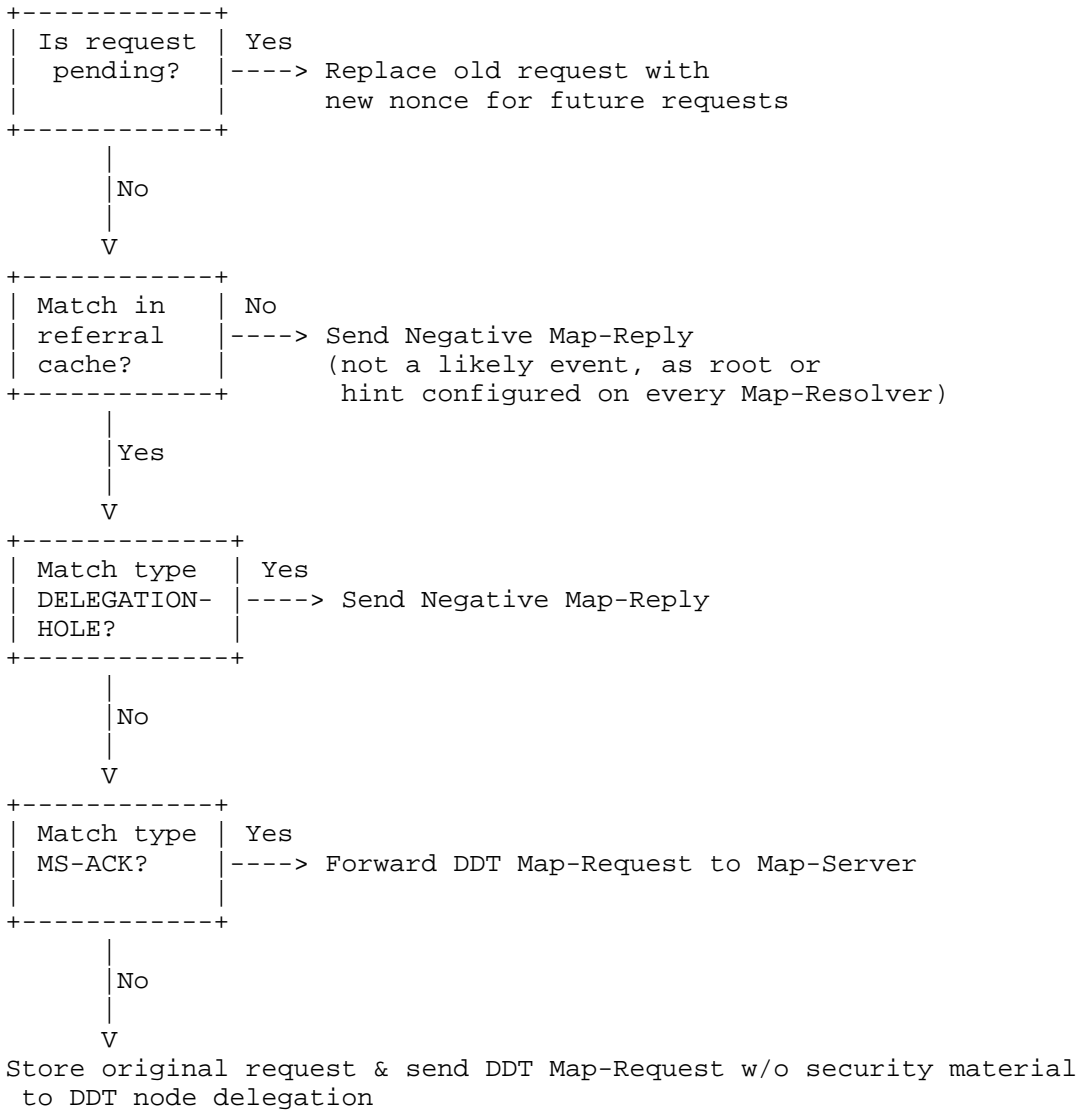 +------------+
| Is request | Yes
|  pending?  |----> Replace old request with
|            |      new nonce for future requests
+------------+
      |
      |No
      |
      V
+------------+
| Match in   | No
| referral   |----> Send Negative Map-Reply
| cache?     |      (not a likely event, as root or
+------------+       hint configured on every Map-Resolver)
      |
      |Yes
      |
      V
+-------------+
| Match type  | Yes
| DELEGATION- |----> Send Negative Map-Reply
| HOLE?       |
+-------------+
      |
      |No
      |
      V
+------------+
| Match type | Yes
| MS-ACK?    |----> Forward DDT Map-Request to Map-Server
|            |
+------------+
      |
      |No
      |
      V
Store original request & send DDT Map-Request w/o security material
 to DDT node delegation